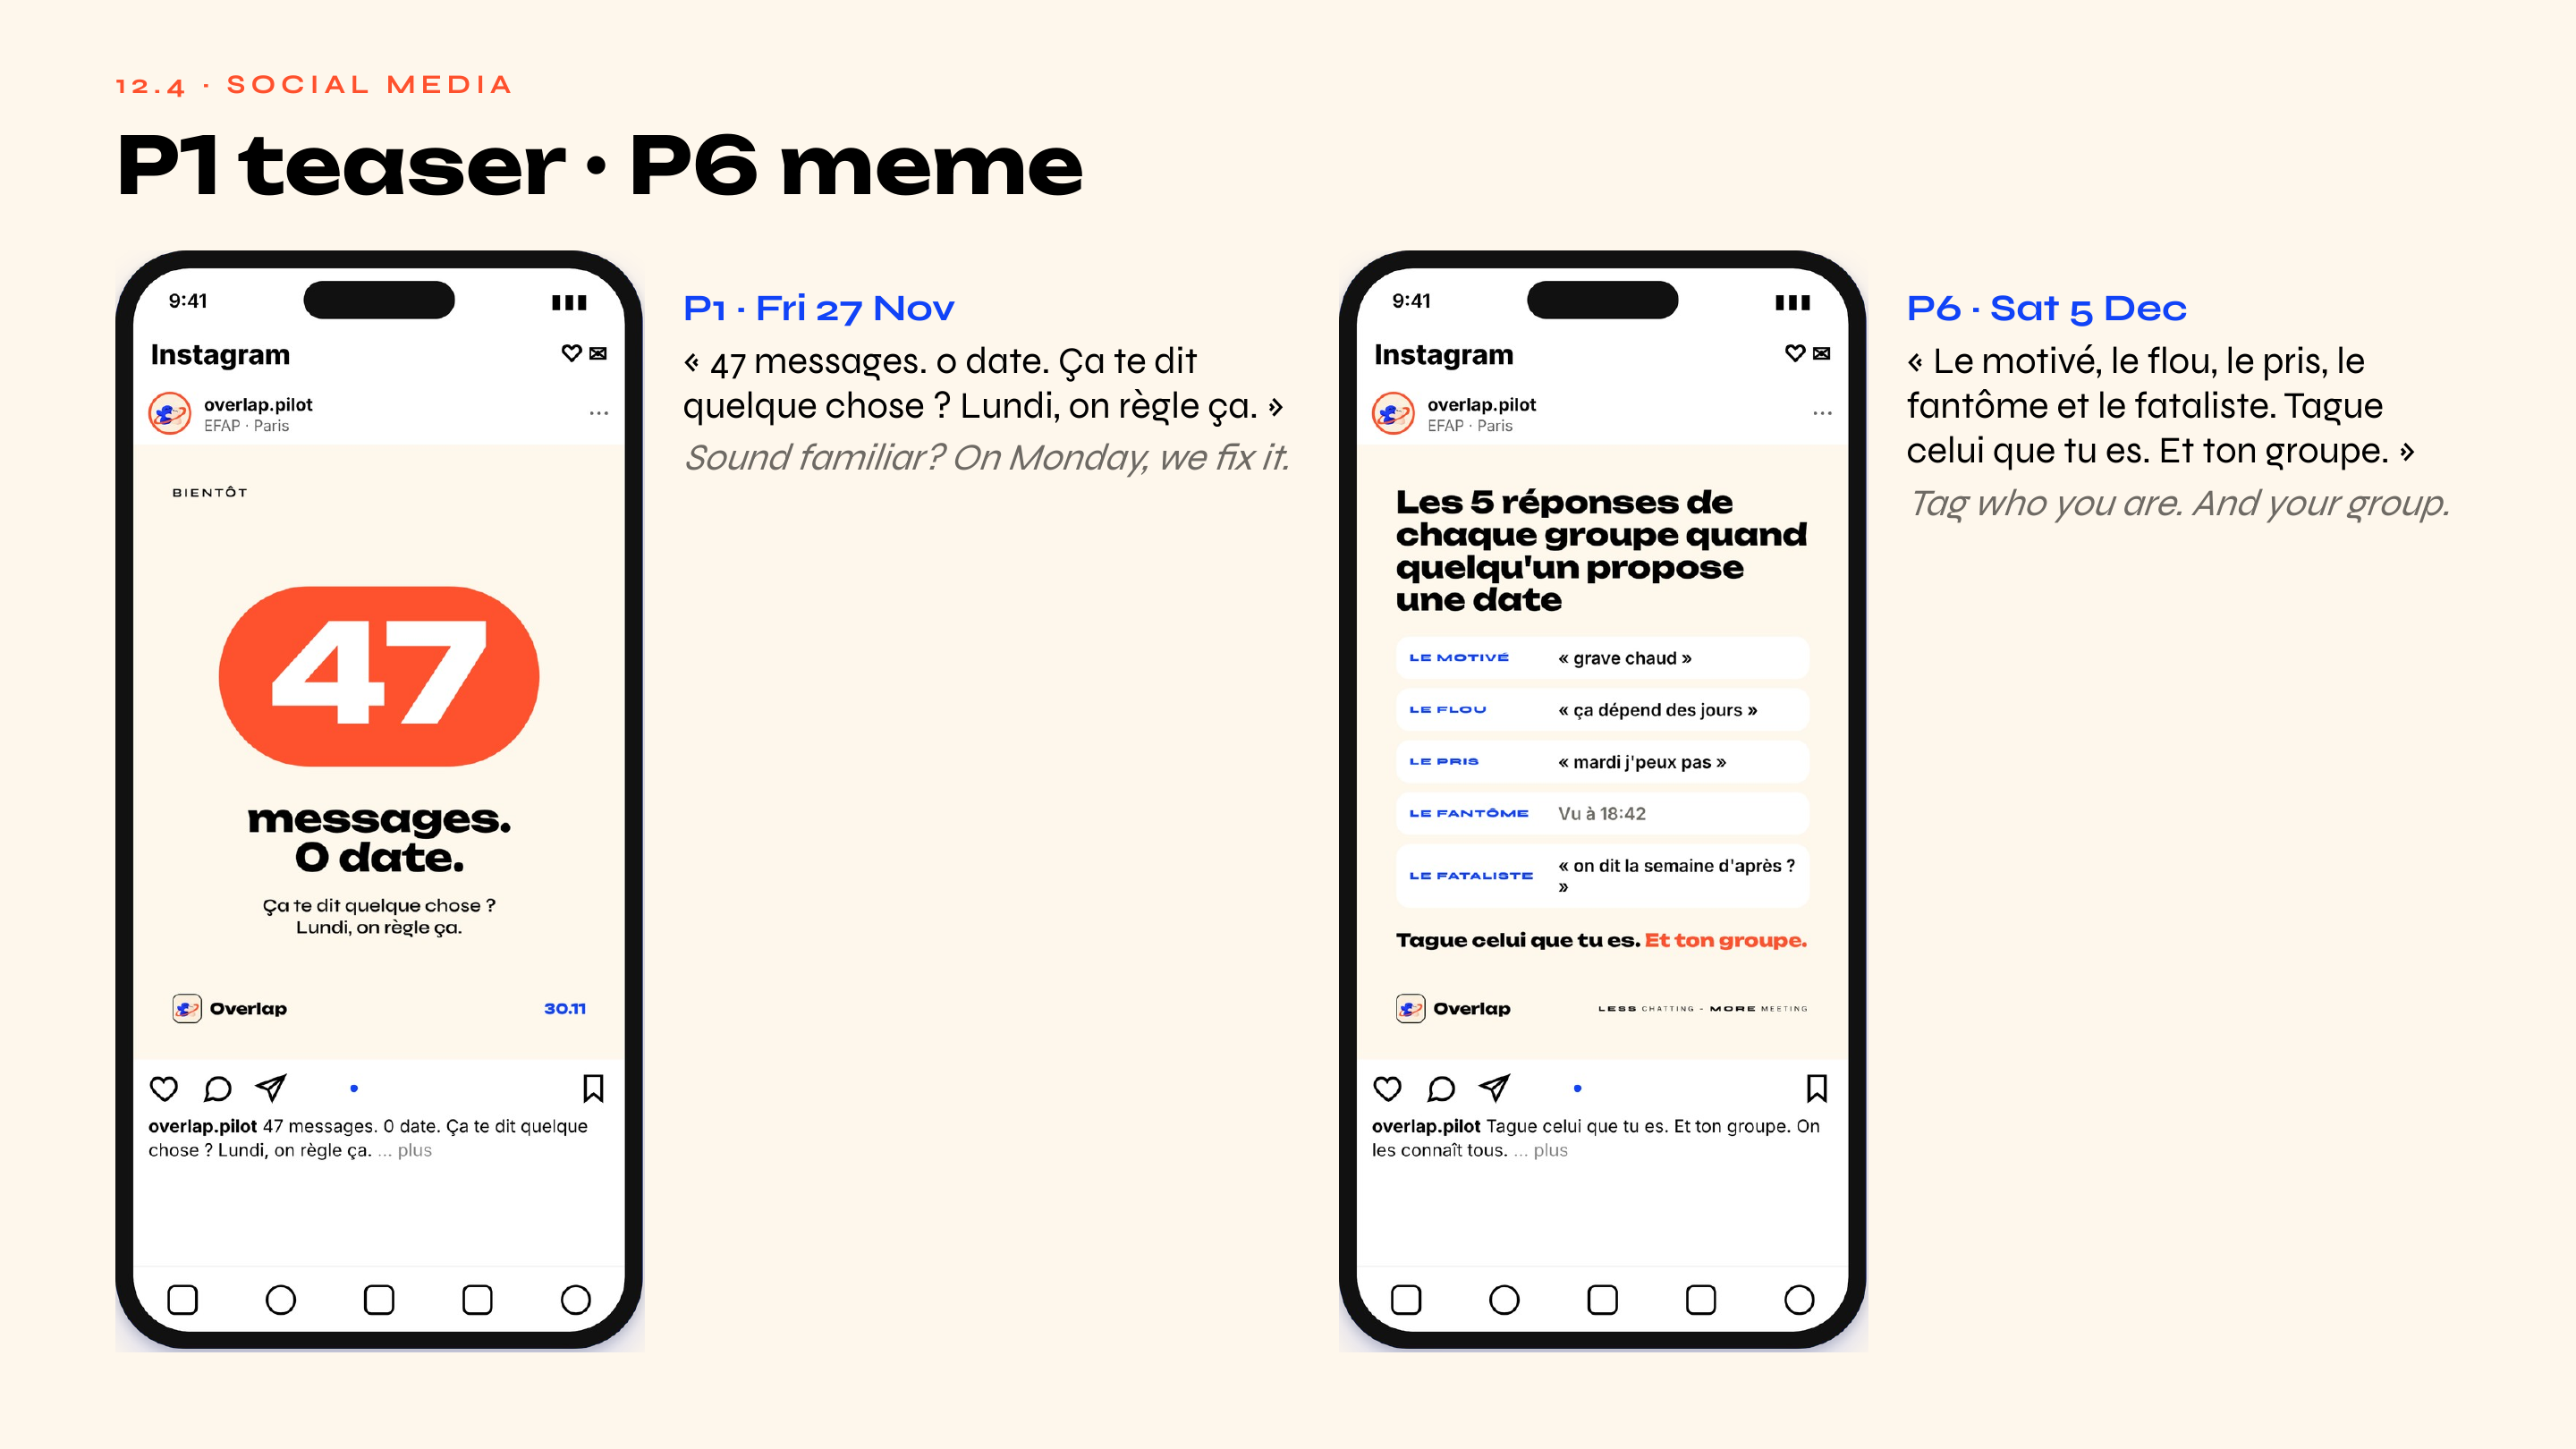 12.4 · SOCIAL MEDIA
P1 teaser · P6 meme
9:41
Instagram
overlap.pilot
EFAP · Paris
...
BIENTÔT
47
messages.
0 date.
Ça te dit quelque chose ?
Lundi, on règle ça.
Overlap
30.11
overlap.pilot 47 messages. 0 date. Ça te dit quelque
chose ? Lundi, on règle ça. ... plus
P1 · Fri 27 Nov
« 47 messages. 0 date. Ça te dit
quelque chose ? Lundi, on règle ça. »
Sound familiar? On Monday, we fix it.
9:41
Instagram
overlap.pilot
EFAP · Paris
...
Les 5 réponses de
chaque groupe quand
quelqu'un propose
une date
LE MOTIVÉ « grave chaud »
LE FLOU « ça dépend des jours »
LE PRIS « mardi j'peux pas »
LE FANTÔME Vu à 18:42
LE FATALISTE « on dit la semaine d'après ?
»
Tague celui que tu es. Et ton groupe.
Overlap
LESS CHATTING - MORE MEETING
overlap.pilot Tague celui que tu es. Et ton groupe. On
les connaît tous. ... plus
P6 · Sat 5 Dec
« Le motivé, le flou, le pris, le
fantôme et le fataliste. Tague
celui que tu es. Et ton groupe. »
Tag who you are. And your group.